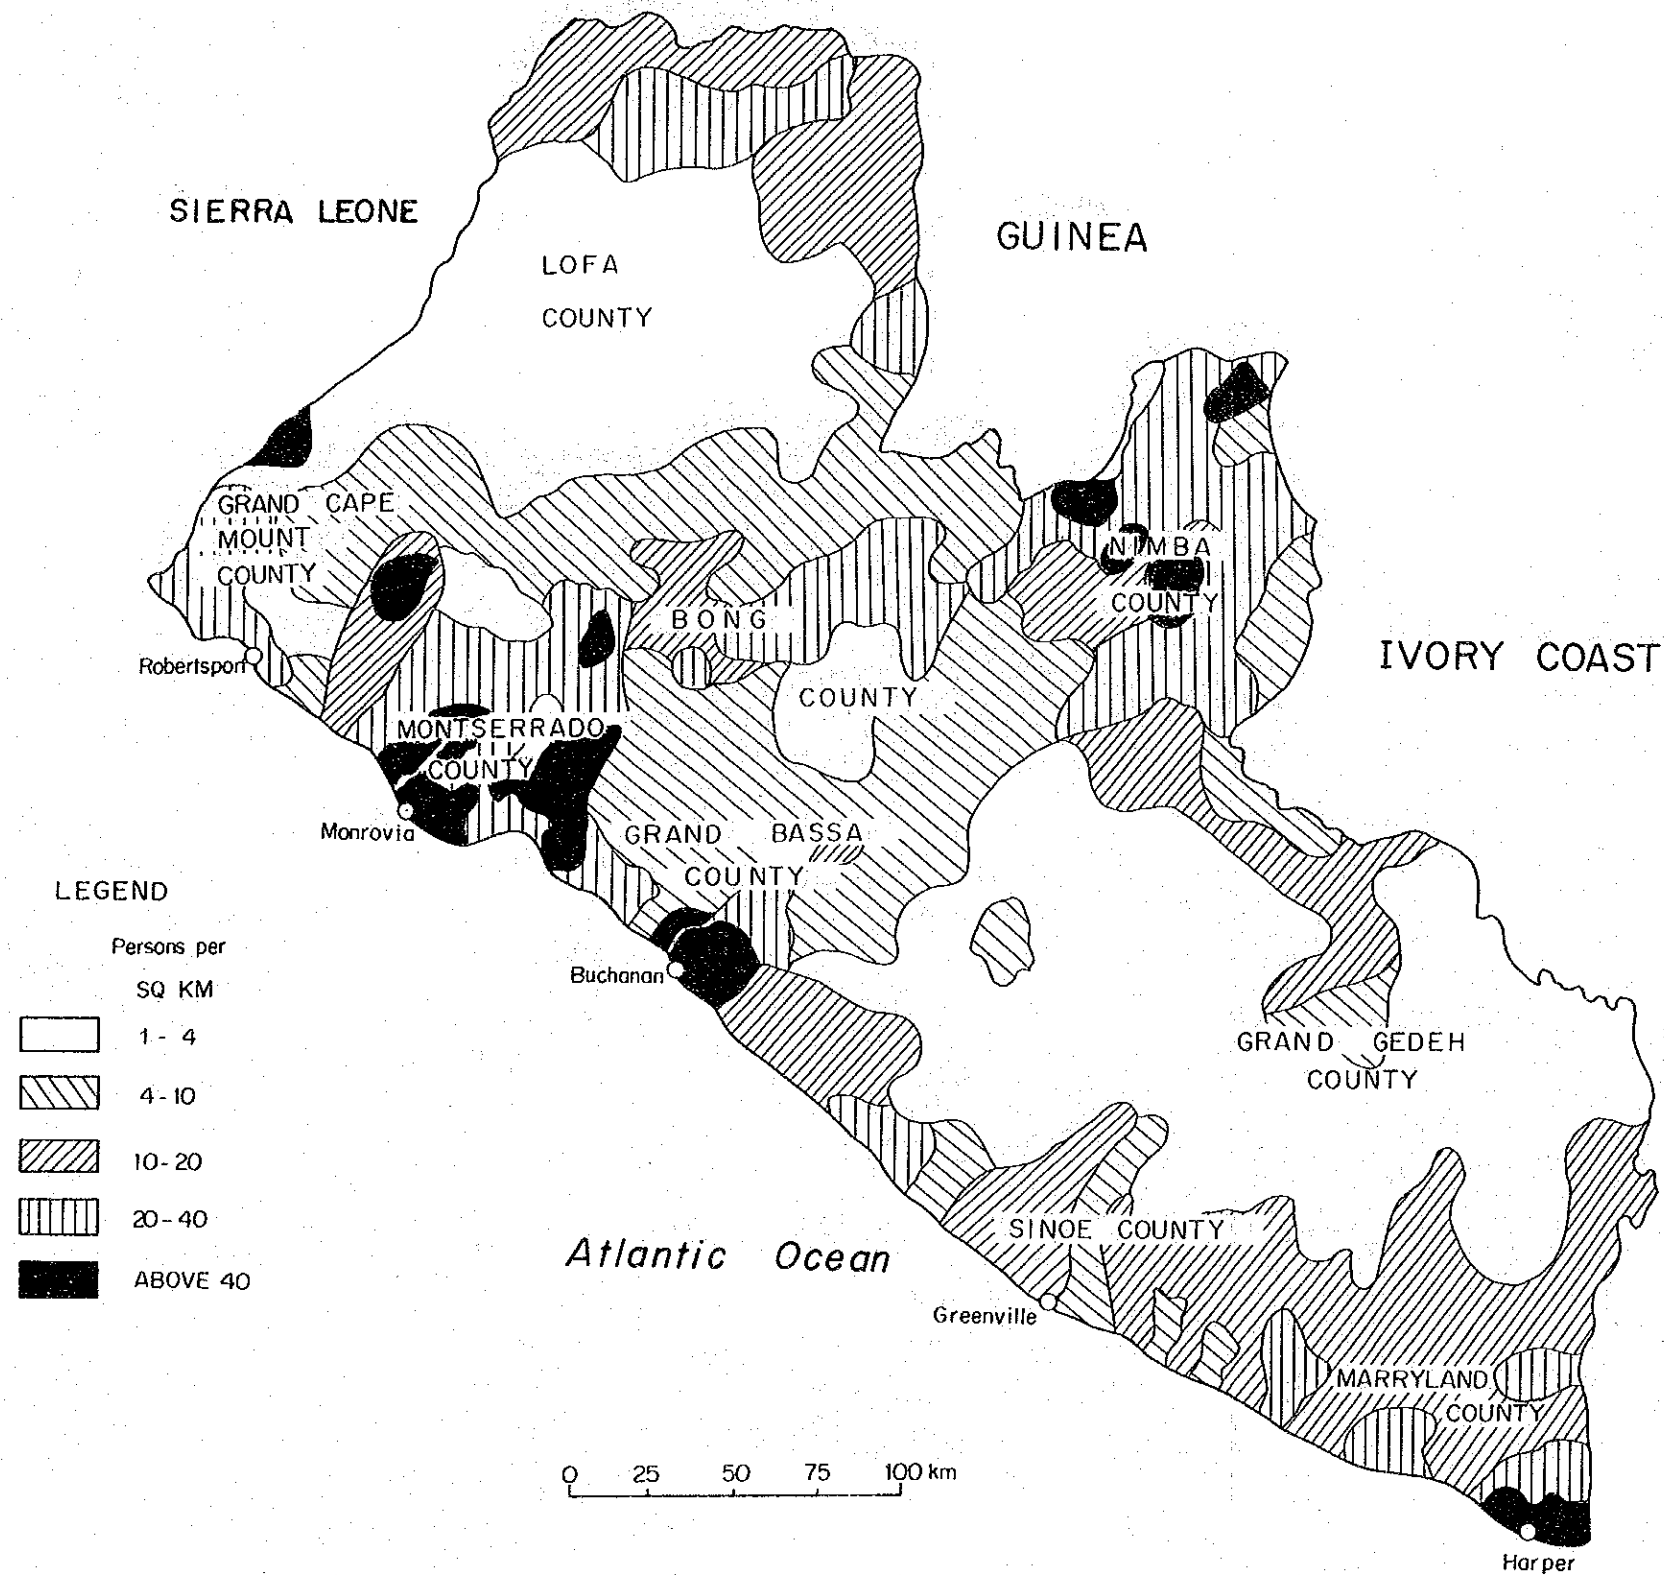 SIERRA LEONE
GUINEA
LOFA
COUNTY
GRAND CAPE
MOUNT
COUNTY
NIMBA
COUNTY
BONG
COUNTY
IVORY COAST
Robertsport
MONTSERRADO
COUNTY
Monrovia
GRAND BASSA
COUNTY
LEGEND
Persons per
SQ KM
1 - 4
4-10
10-20
20-40
ABOVE 40
Buchanan
GRAND GEDEH
COUNTY
SINOE COUNTY
Atlantic Ocean
Greenville
MARRYLAND
COUNTY
0 25 50 75 100 km
Harper